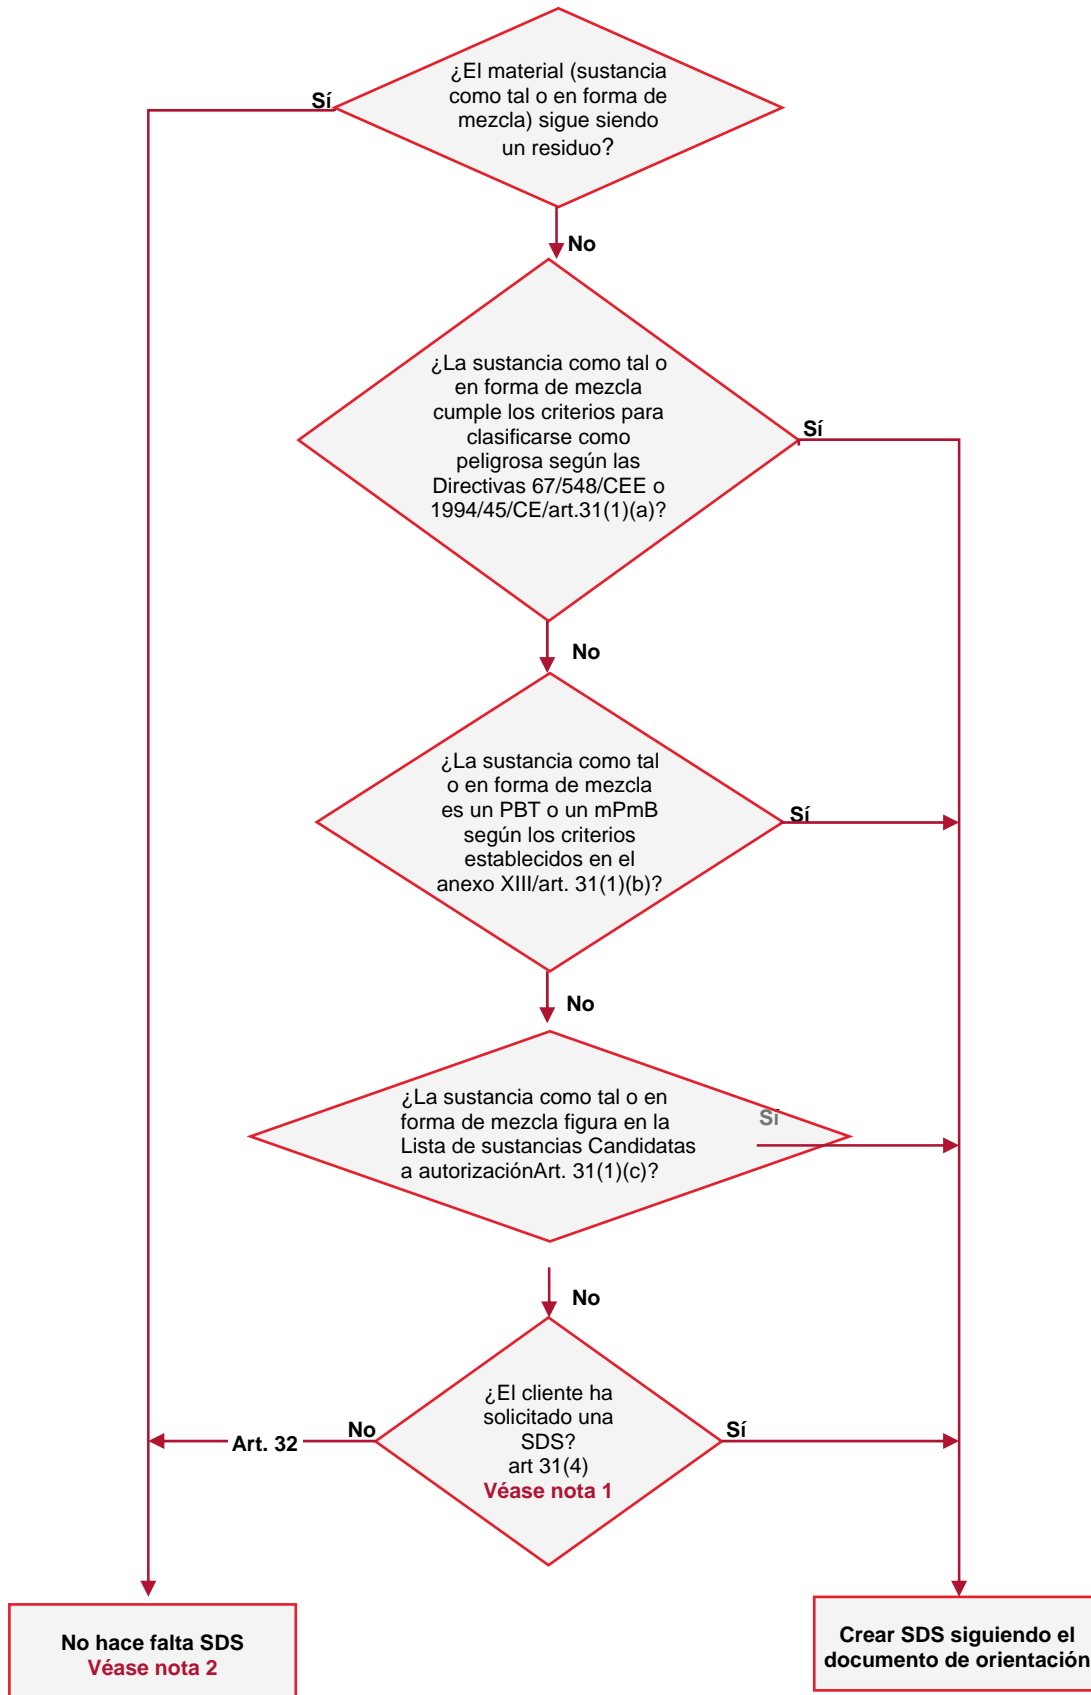 ¿El material (sustancia
como tal o en forma de
mezcla) sigue siendo
un residuo?
Sí
No
¿La sustancia como tal o
en forma de mezcla
cumple los criterios para
clasificarse como
peligrosa según las
Directivas 67/548/CEE o
1994/45/CE/art.31(1)(a)?
Sí
No
¿La sustancia como tal
o en forma de mezcla
es un PBT o un mPmB
según los criterios
establecidos en el
anexo XIII/art. 31(1)(b)?
Sí
No
¿La sustancia como tal o en
forma de mezcla figura en la
Lista de sustancias Candidatas
a autorizaciónArt. 31(1)(c)?
Sí
No
¿El cliente ha
solicitado una
SDS?
art 31(4)
Véase nota 1
No
Art. 32
Sí
No hace falta SDS
Véase nota 2
Crear SDS siguiendo el
documento de orientación